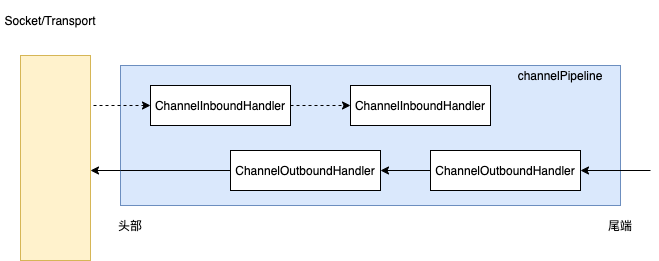 Socket/Transport
channelPipeline
ChannelInboundHandler
ChannelInboundHandler
ChannelOutboundHandler
ChannelOutboundHandler
头部
尾端